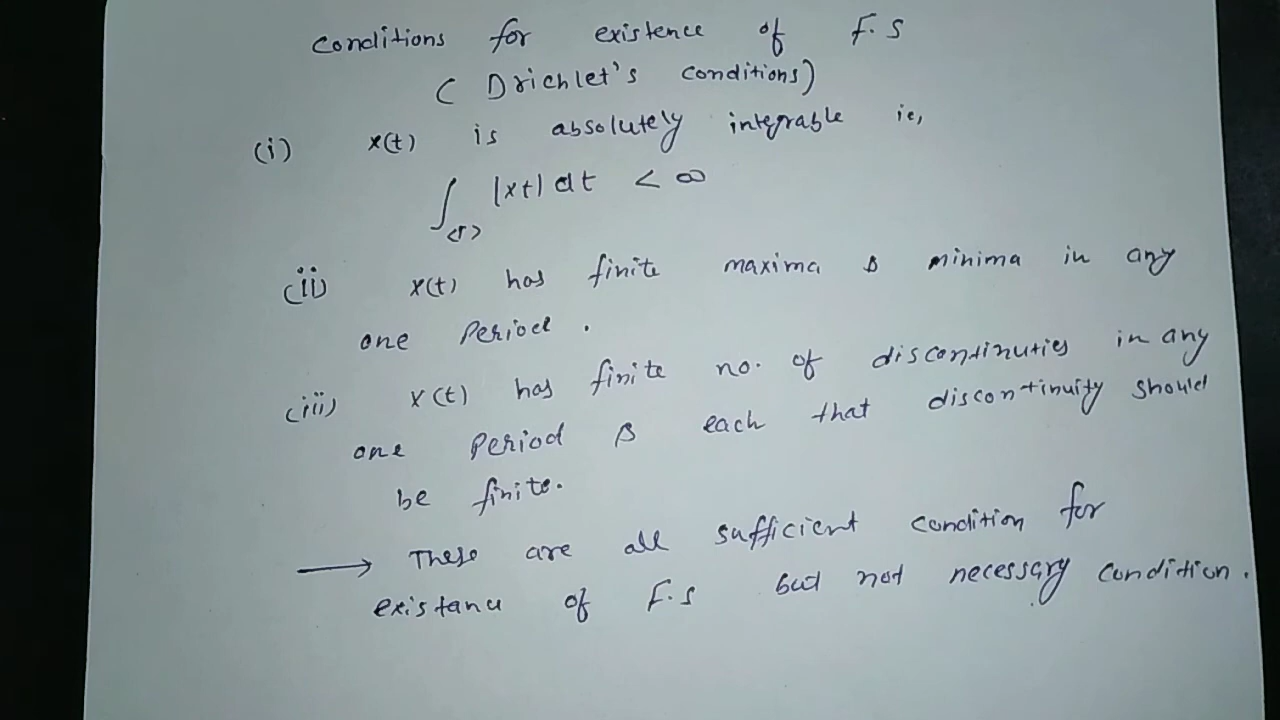 Conditions for existence of F.S
( Drichlet's conditions)
(i) x(t) is absolutely integrable ie,
∫<T> |xt| dt < ∞
(ii) x(t) has finite maxima & minima in any
one Period .
(iii) x(t) has finite no. of discontinuties in any
one Period & each that discontinuity should
be finite.
→ These are all sufficient condition for
existance of F.S but not necessary condition.